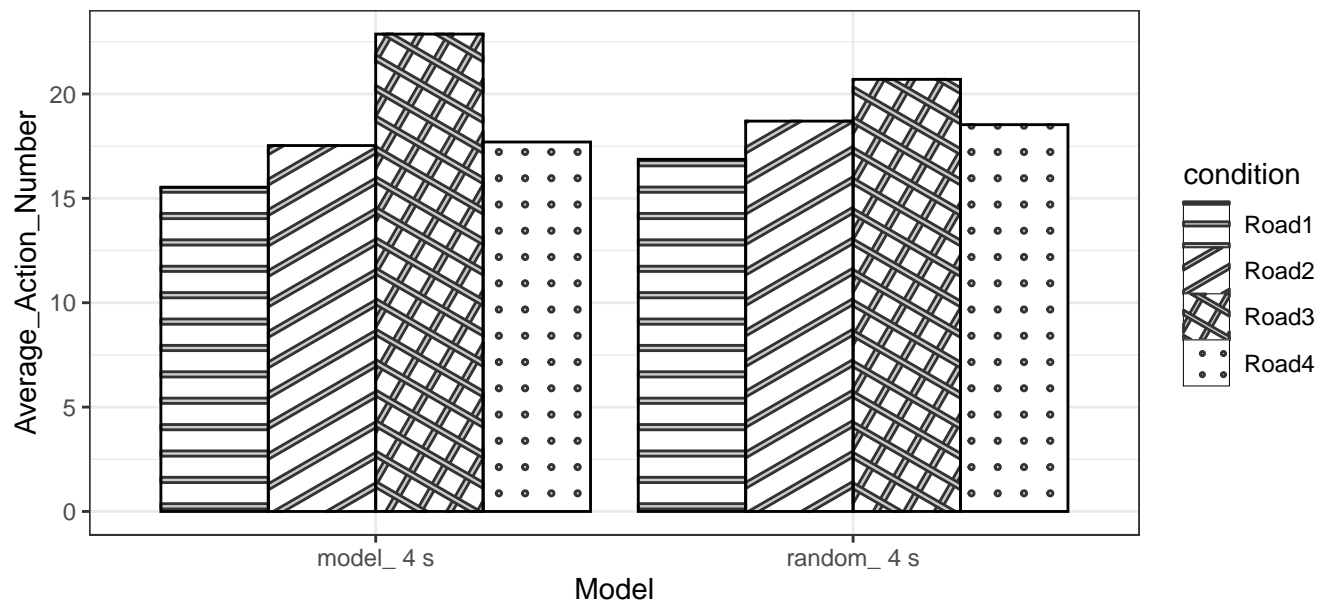 20
15
10
5
0
Average_Action_Number
model_ 4 s
random_ 4 s
Model
condition
Road1
Road2
Road3
Road4